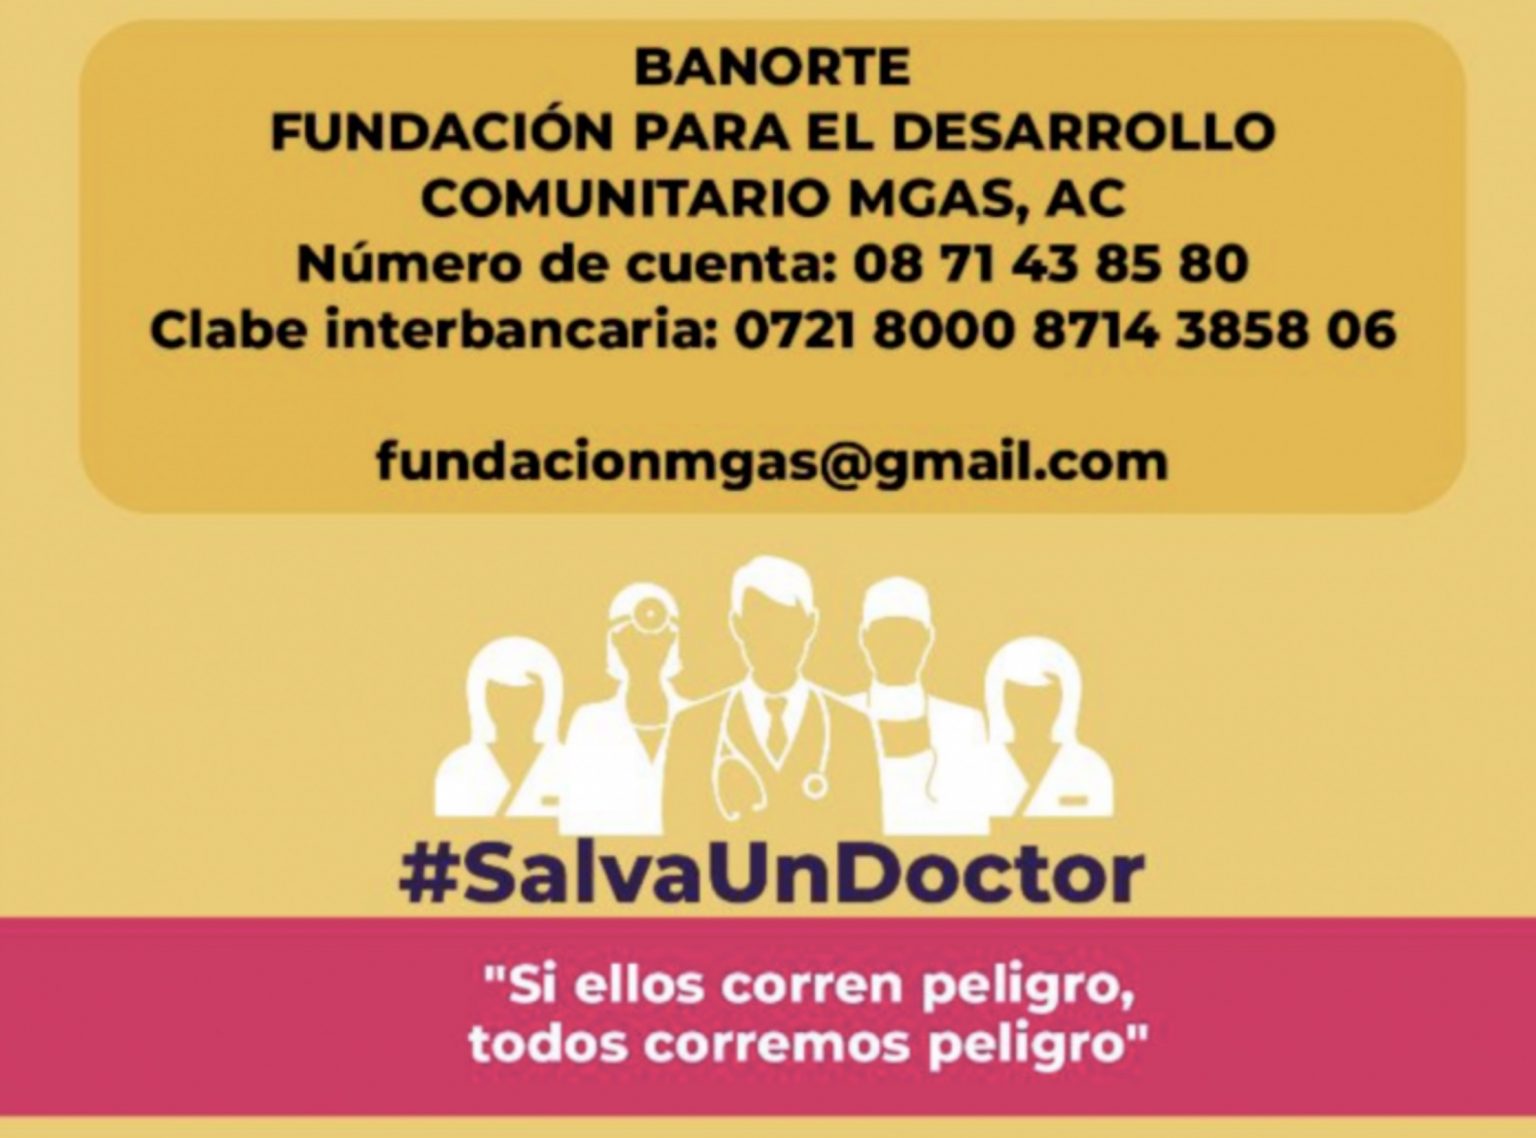 BANORTE
FUNDACIÓN PARA EL DESARROLLO
COMUNITARIO MGAS, AC
Número de cuenta: 08 71 43 85 80
Clabe interbancaria: 0721 8000 8714 3858 06
fundacionmgas@gmail.com
#SalvaUnDoctor
"Si ellos corren peligro,
todos corremos peligro"